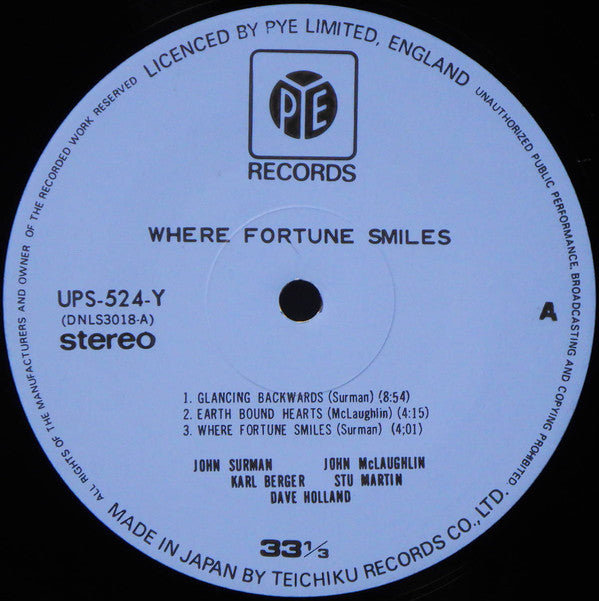 LICENCED BY PYE LIMITED, ENGLAND
UNAUTHORIZED PUBLIC PERFORMANCE, BROADCASTING AND COPYING PROHIBITED
ALL RIGHTS OF THE MANUFACTURERS AND OWNER OF THE RECORDED WORK RESERVED
PYE
RECORDS
WHERE FORTUNE SMILES
UPS-524-Y
(DNLS3018-A)
stereo
A
1. GLANCING BACKWARDS (Surman) (8:54)
2. EARTH BOUND HEARTS (McLaughlin) (4:15)
3. WHERE FORTUNE SMILES (Surman) (4;01)
JOHN SURMAN JOHN McLAUGHLIN
KARL BERGER STU MARTIN
DAVE HOLLAND
33 1/3
MADE IN JAPAN BY TEICHIKU RECORDS CO., LTD.